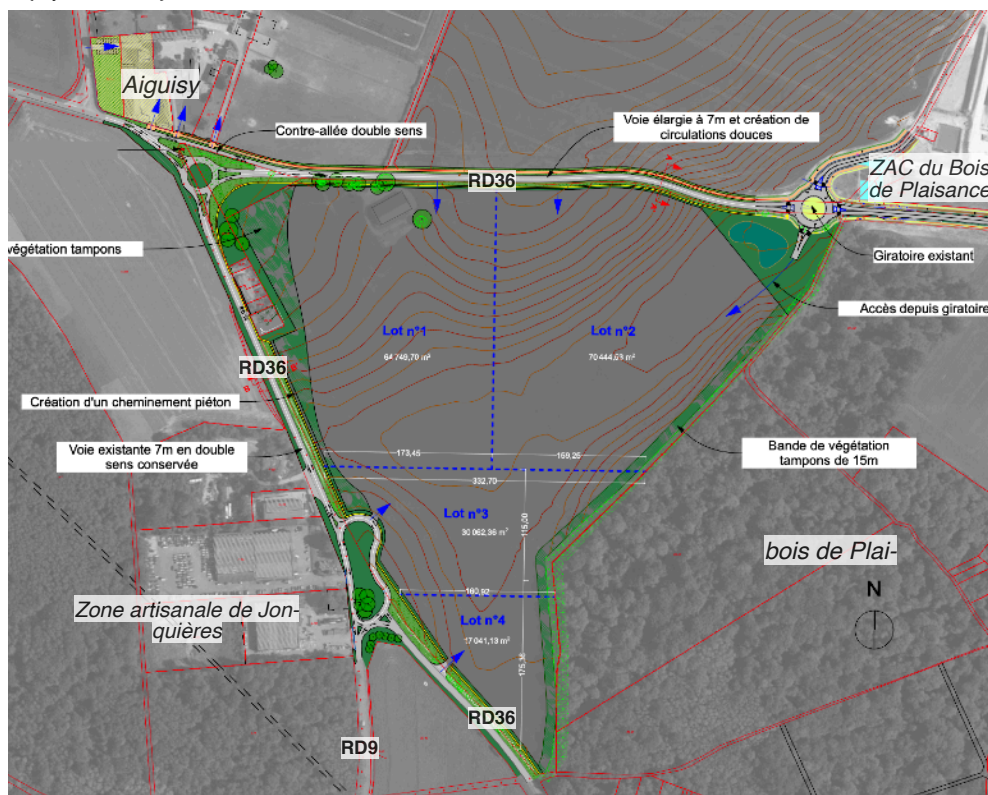 Aiguisy
Contre-allée double sens
Voie élargie à 7m et création de
circulations douces
RD36
ZAC du Bois
de Plaisance
végétation tampons
Giratoire existant
Accès depuis giratoire
Lot n°1
64 749,70 m²
Lot n°2
70 444,63 m²
RD36
Création d'un cheminement piéton
Voie existante 7m en double
sens conservée
173,45
169,25
332,70
Bande de végétation
tampons de 15m
Lot n°3
30 062,36 m²
115,00
bois de Plai-
N
160,92
Zone artisanale de Jon-
quières
Lot n°4
17 041,19 m²
175,36
RD36
RD9